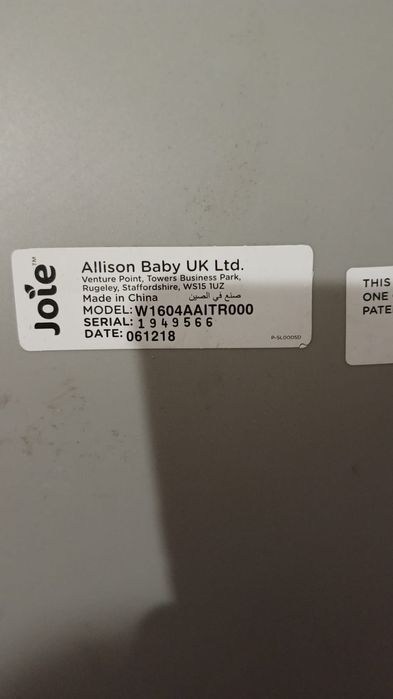 Joie™
Allison Baby UK Ltd.
Venture Point, Towers Business Park,
Rugeley, Staffordshire, WS15 1UZ
Made in China صنع في الصين
MODEL: W1604AAITR000
SERIAL: 1949566
DATE: 061218
P-SL0005D
THIS
ONE
PATE